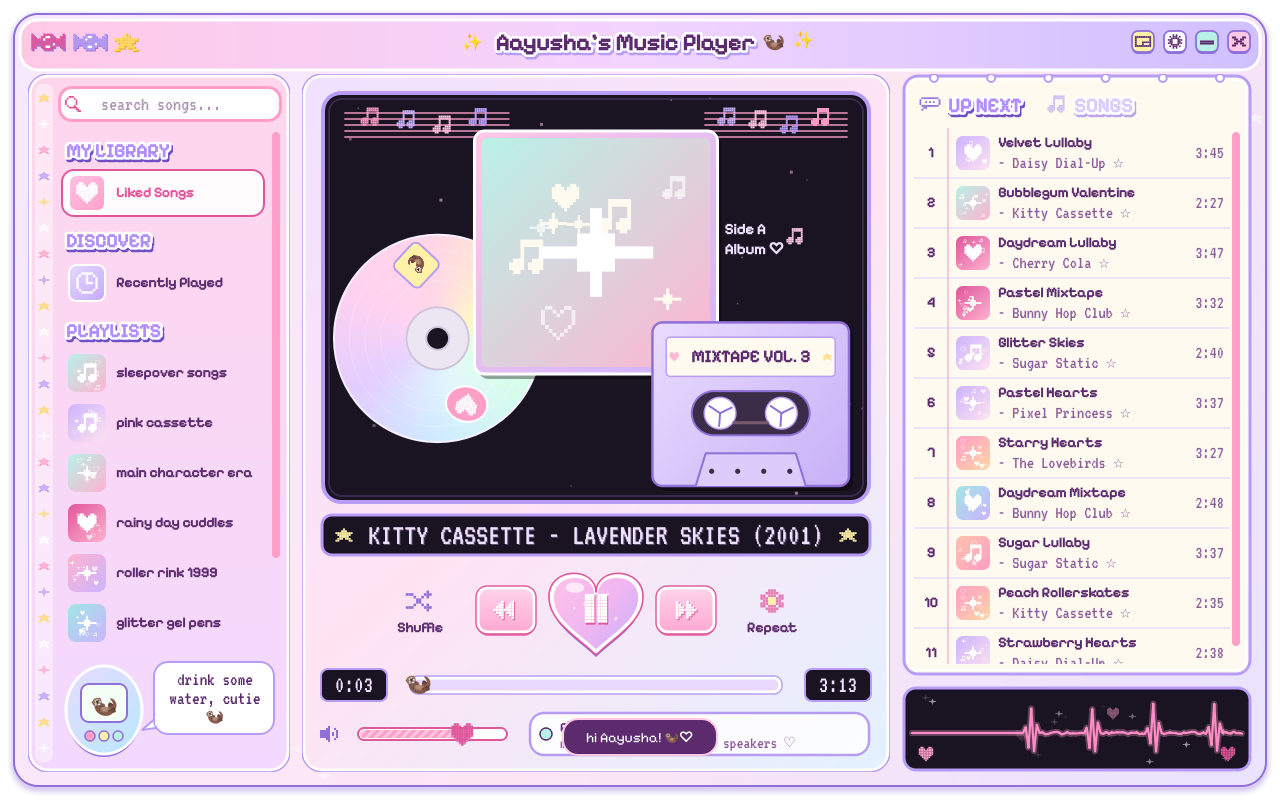 Aayusha's Music Player
search songs...
MY LIBRARY
Liked Songs
DISCOVER
Recently Played
PLAYLISTS
sleepover songs
pink cassette
main character era
rainy day cuddles
roller rink 1999
glitter gel pens
drink some
water, cutie
Side A
Album ♡
MIXTAPE VOL. 3
KITTY CASSETTE - LAVENDER SKIES (2001)
Shuffle
Repeat
0:03
3:13
hi Aayusha! 🦦♡
speakers ♡
UP NEXT
SONGS
1
Velvet Lullaby
- Daisy Dial-Up ☆
3:45
2
Bubblegum Valentine
- Kitty Cassette ☆
2:27
3
Daydream Lullaby
- Cherry Cola ☆
3:47
4
Pastel Mixtape
- Bunny Hop Club ☆
3:32
5
Glitter Skies
- Sugar Static ☆
2:40
6
Pastel Hearts
- Pixel Princess ☆
3:37
7
Starry Hearts
- The Lovebirds ☆
3:27
8
Daydream Mixtape
- Bunny Hop Club ☆
2:48
9
Sugar Lullaby
- Sugar Static ☆
3:37
10
Peach Rollerskates
- Kitty Cassette ☆
2:35
11
Strawberry Hearts
- Daisy Dial-Up ☆
2:38